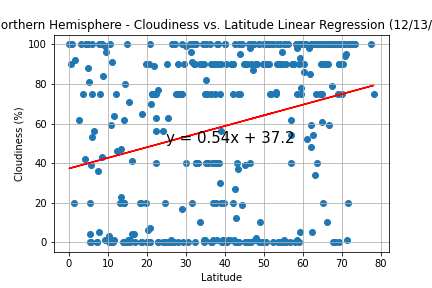 orthern Hemisphere - Cloudiness vs. Latitude Linear Regression (12/13/
100
80
60
40
20
0
Cloudiness (%)
y = 0.54x + 37.2
0 10 20 30 40 50 60 70 80
Latitude